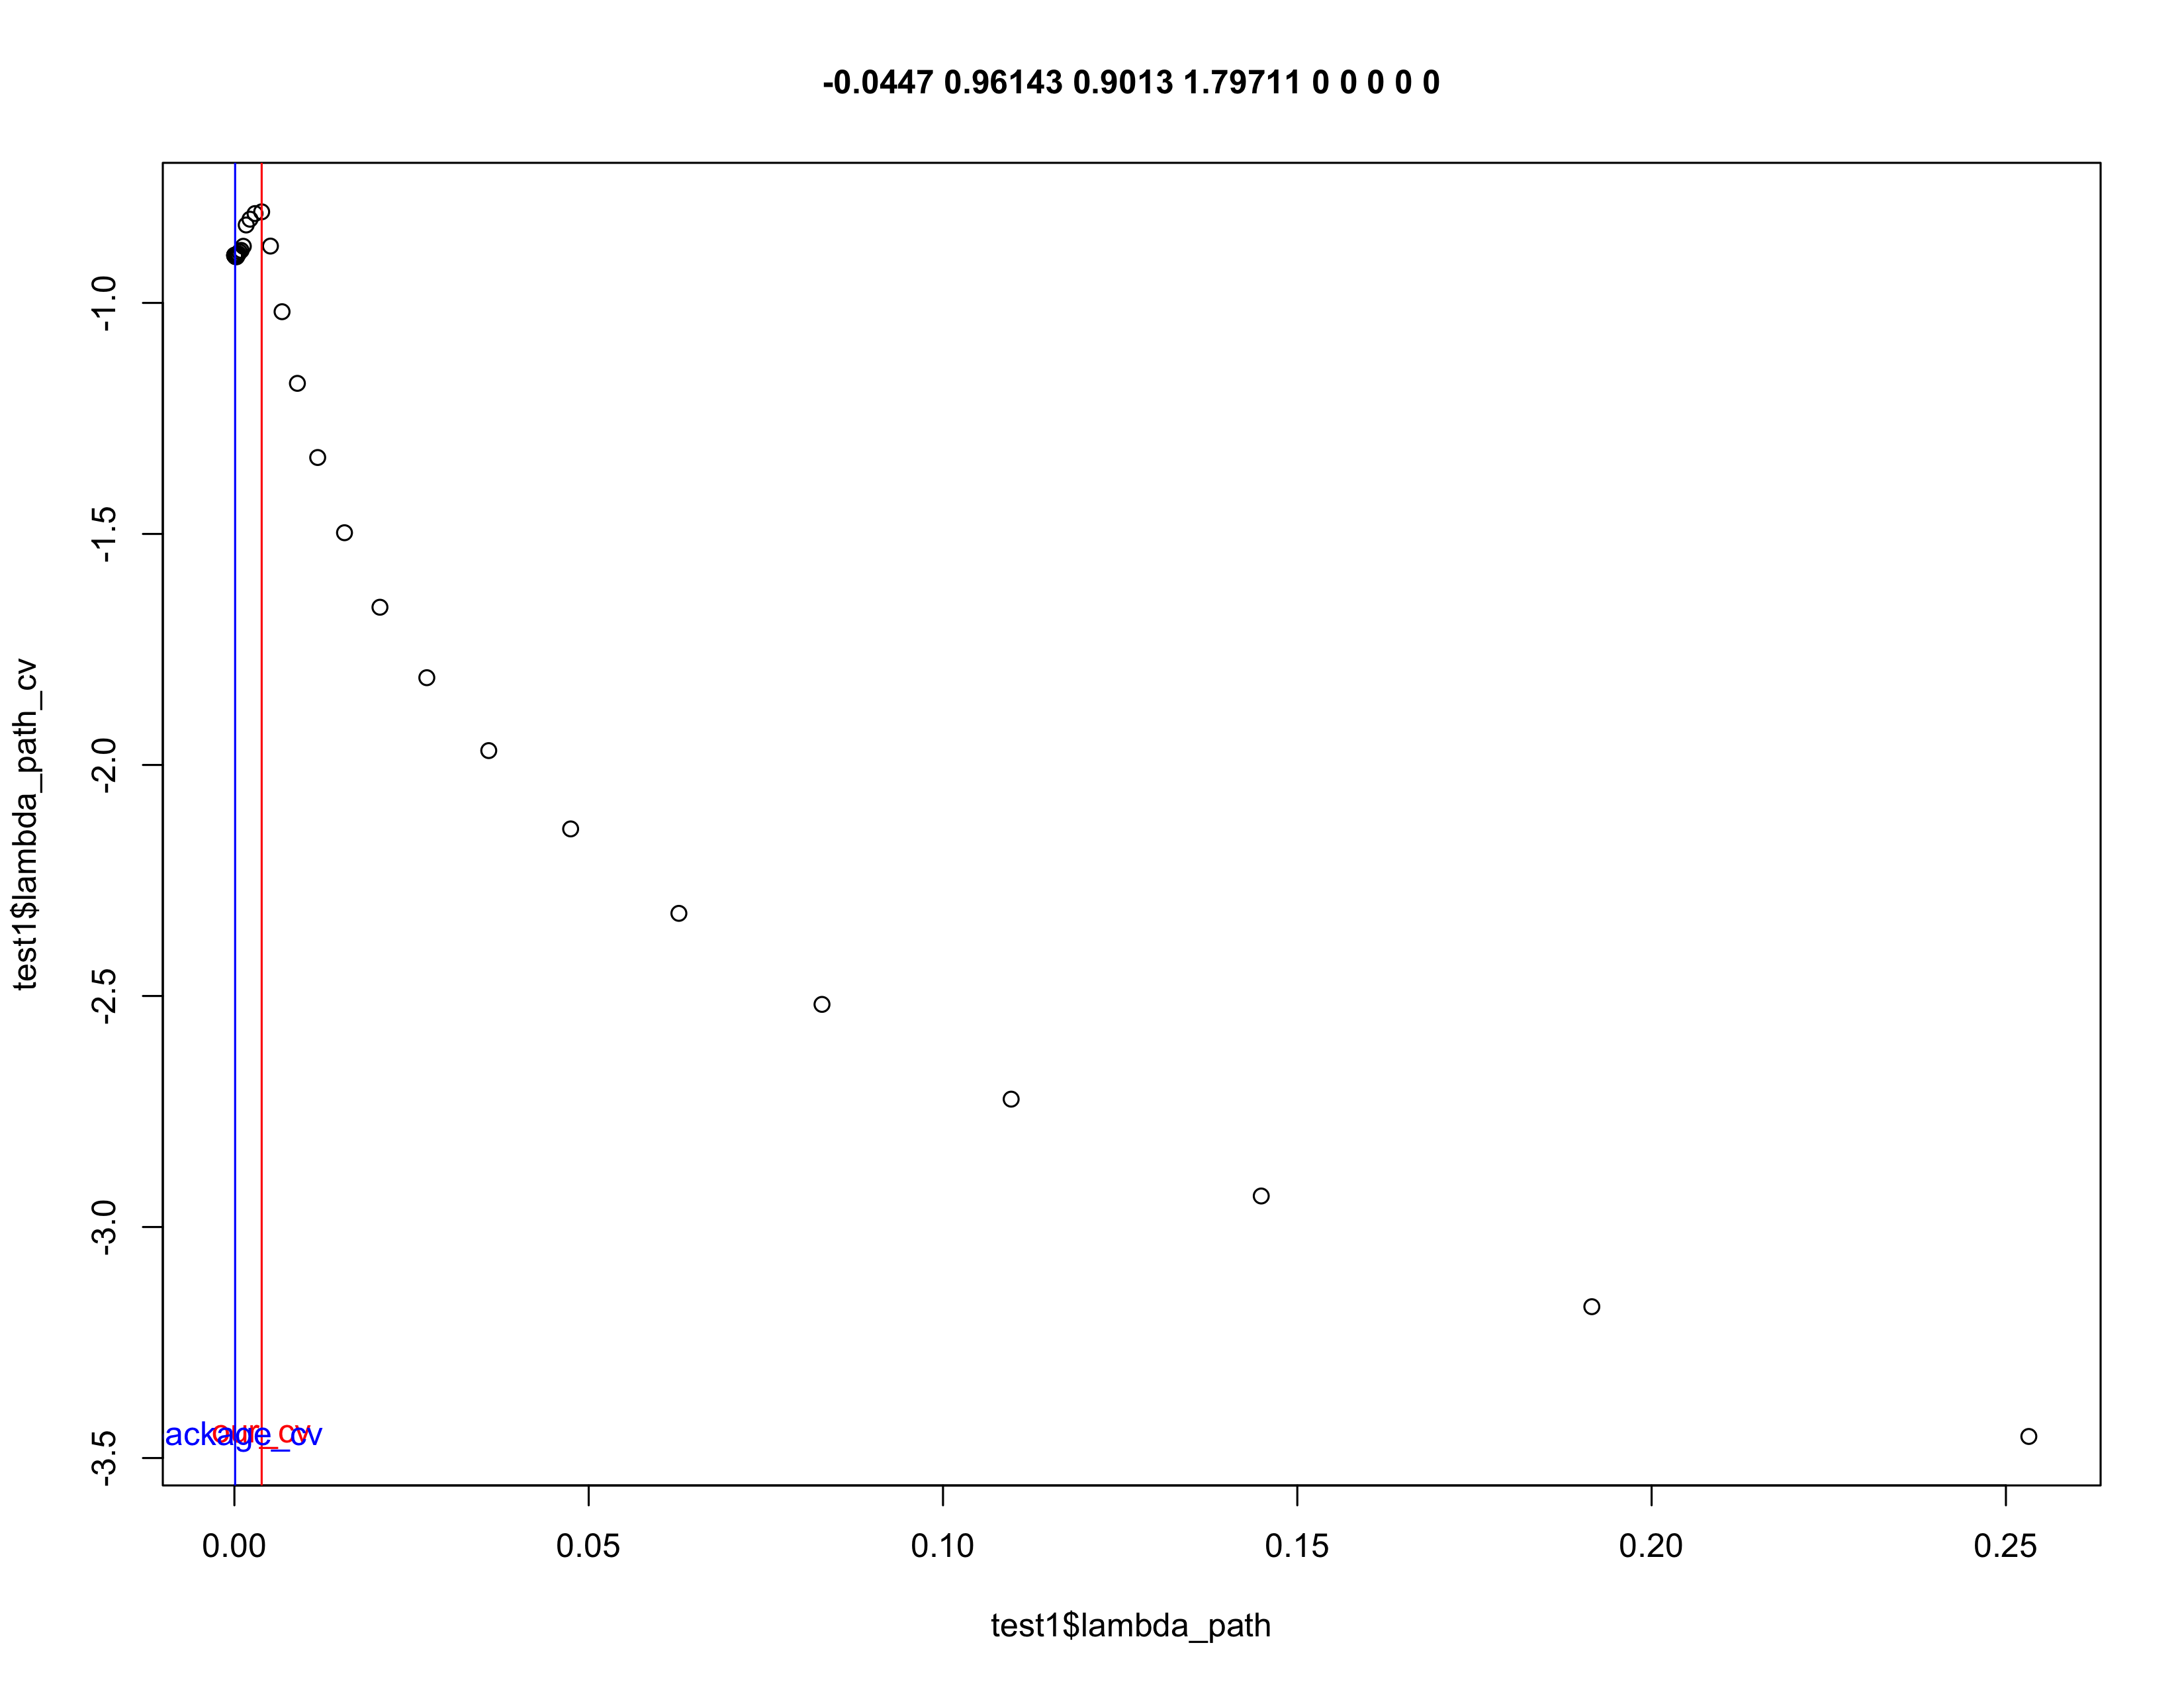 -0.0447 0.96143 0.9013 1.79711 0 0 0 0 0
test1$lambda_path_cv
-1.0
-1.5
-2.0
-2.5
-3.0
-3.5
our_cv
ackage_cv
0.00 0.05 0.10 0.15 0.20 0.25
test1$lambda_path